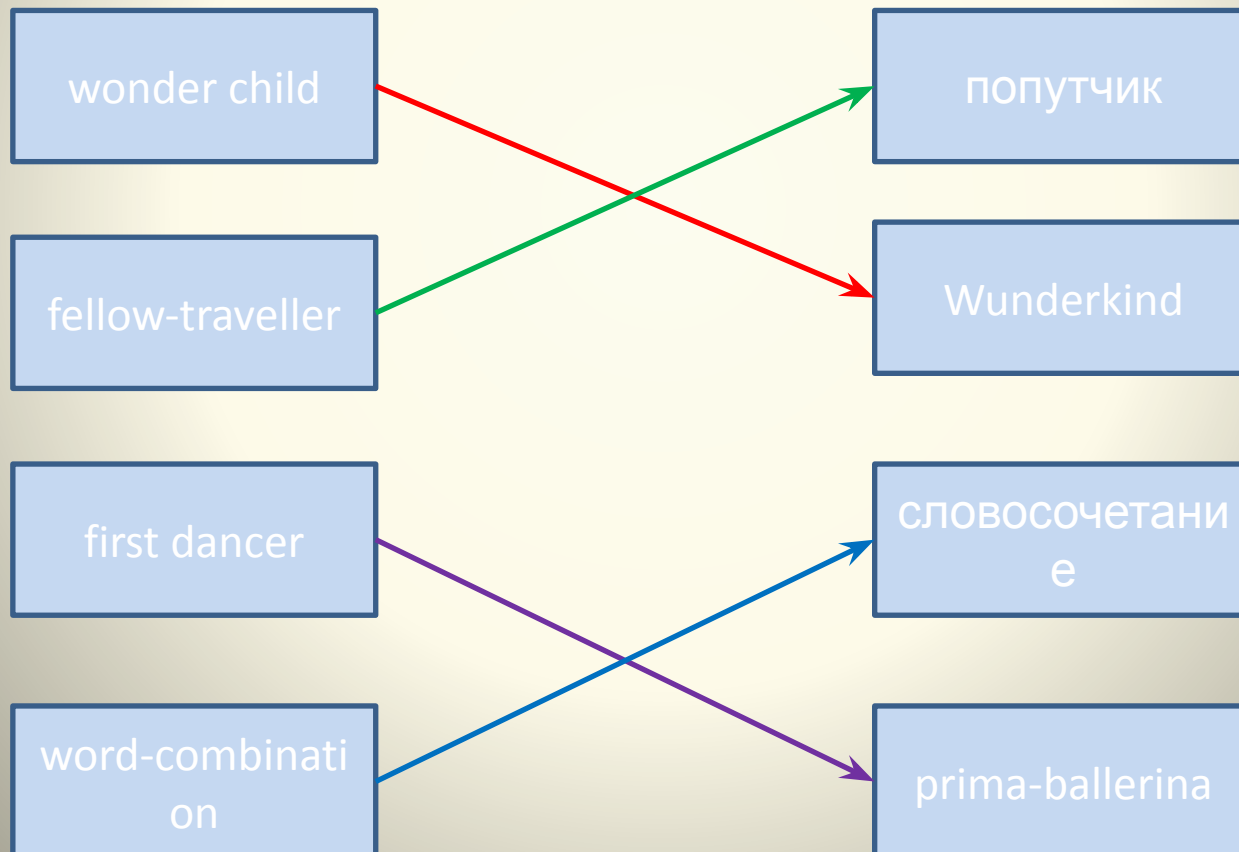 wonder child
попутчик
fellow-traveller
Wunderkind
first dancer
словосочетани
е
word-combinati
on
prima-ballerina